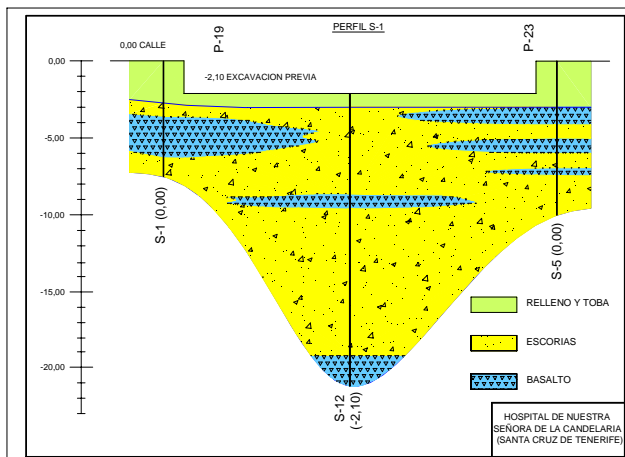 PERFIL S-1
P-19
P-23
0,00 CALLE
-2,10 EXCAVACION PREVIA
0,00
-5,00
-10,00
-15,00
-20,00
S-1 (0,00)
S-12
(-2,10)
S-5 (0,00)
RELLENO Y TOBA
ESCORIAS
BASALTO
HOSPITAL DE NUESTRA
SEÑORA DE LA CANDELARIA
(SANTA CRUZ DE TENERIFE)